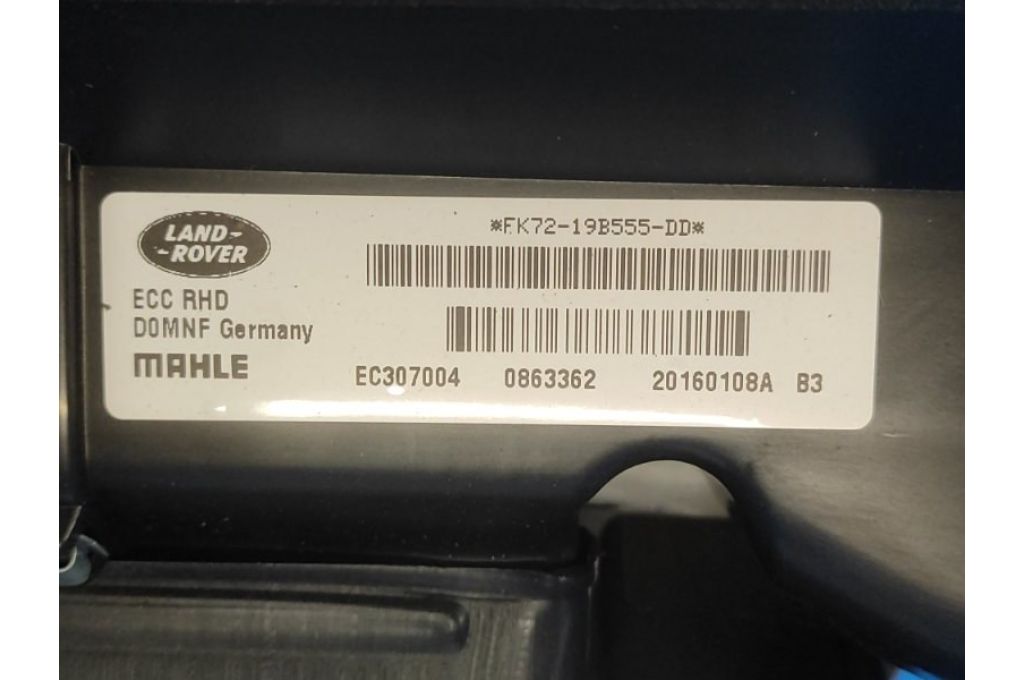 LAND-
-ROVER
*FK72-19B555-DD*
ECC RHD
D0MNF Germany
MAHLE
EC307004 0863362 20160108A B3